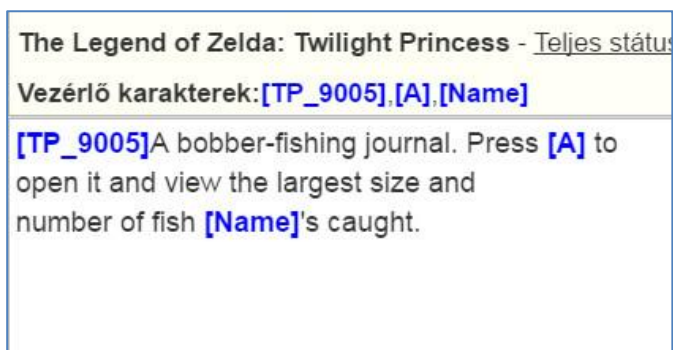 The Legend of Zelda: Twilight Princess - Teljes
Vezérlő karakterek:[TP_9005],[A],[Name]
[TP_9005]A bobber-fishing journal. Press [A] to
open it and view the largest size and
number of fish [Name]'s caught.